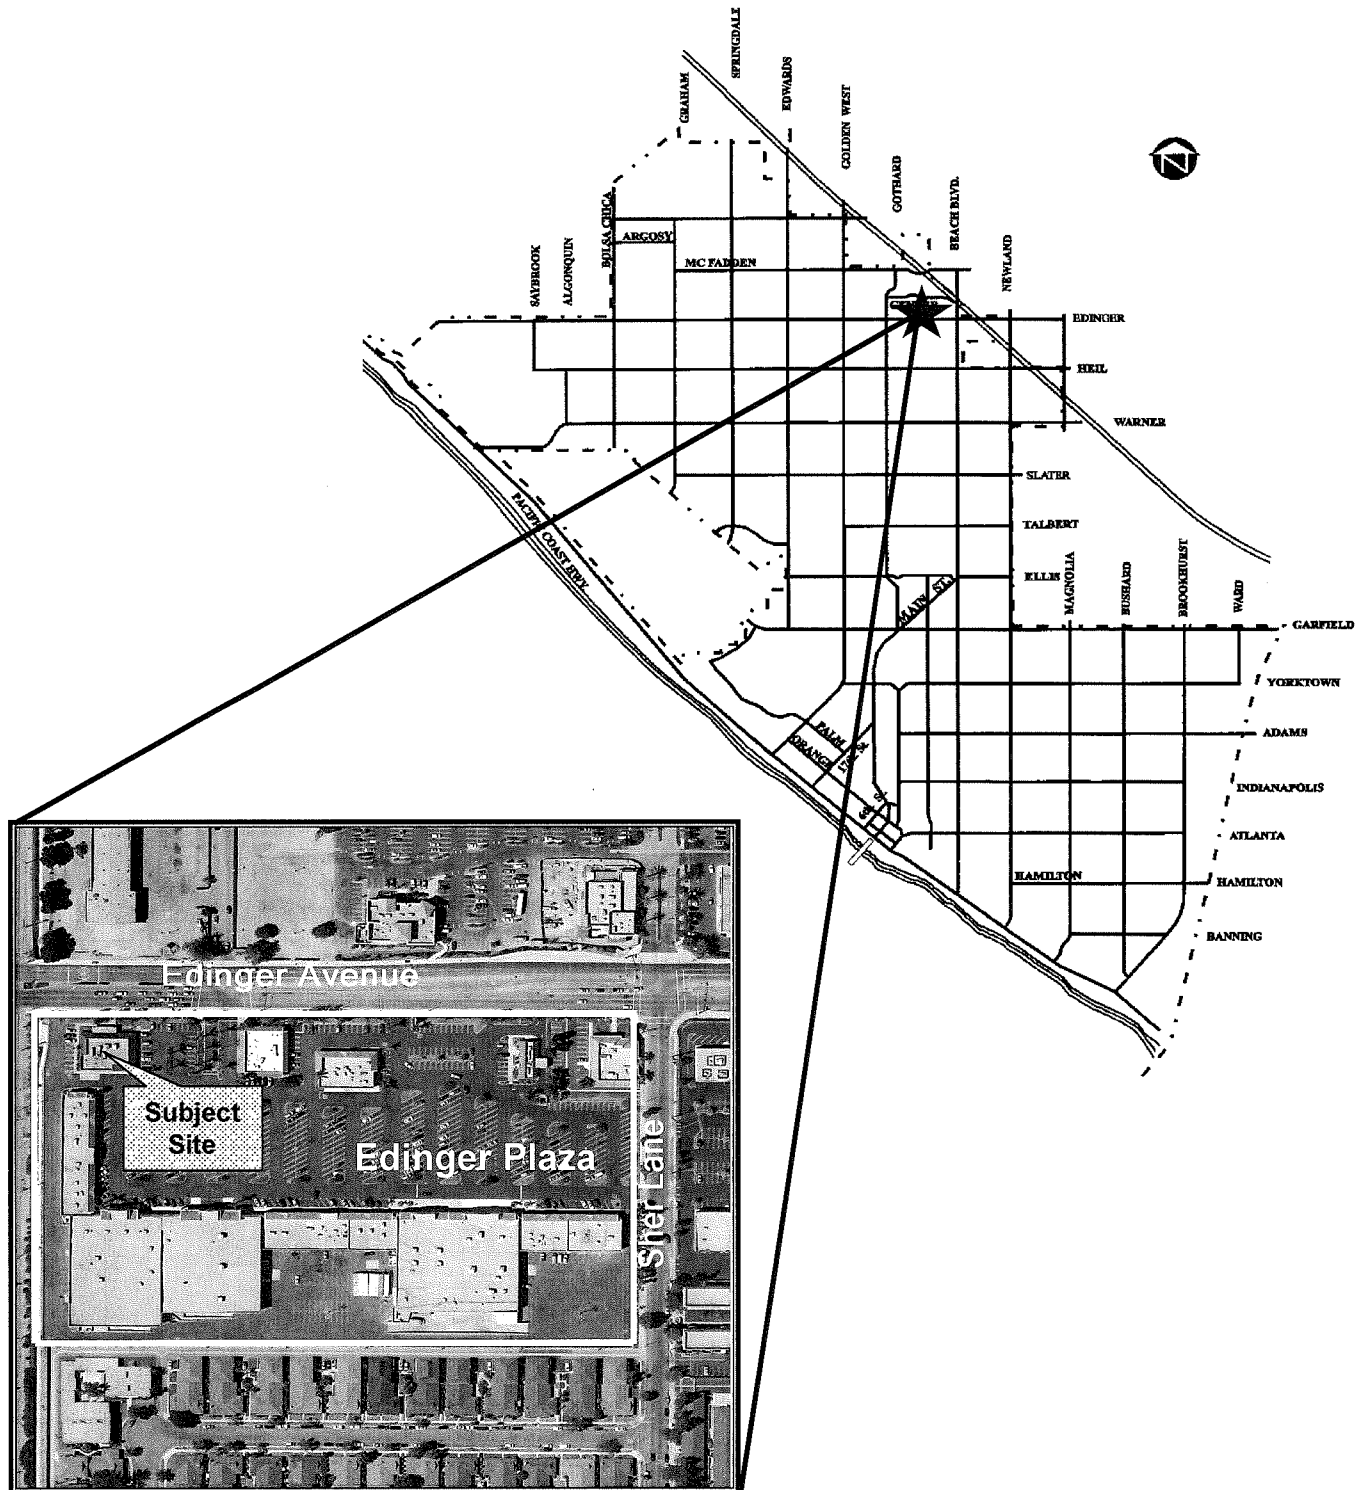 SPRINGDALE
GRAHAM
EDWARDS
GOLDEN WEST
GOTHARD
BEACH BLVD.
NEWLAND
BOLSA CHICA
ALGONQUIN
SAYBROOK
ARGOSY
MC FADDEN
EDINGER
HEIL
WARNER
SLATER
TALBERT
ELLIS
PACIFIC COAST HWY.
MAIN ST.
MAGNOLIA
BUSHARD
BROOKHURST
WARD
GARFIELD
YORKTOWN
ADAMS
INDIANAPOLIS
ATLANTA
HAMILTON
HAMILTON
BANNING
PALM
ORANGE
N
Edinger Avenue
Subject
Site
Edinger Plaza
Sher Lane